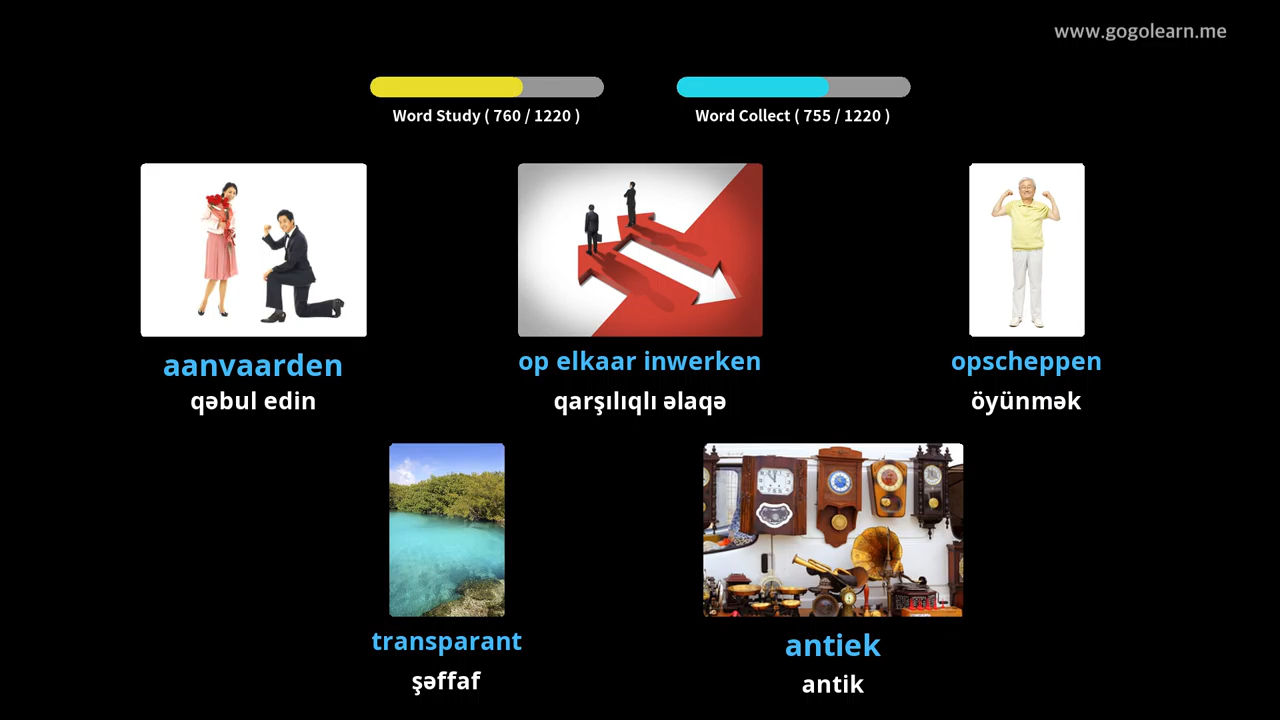 www.gogolearn.me
Word Study ( 760 / 1220 )
Word Collect ( 755 / 1220 )
aanvaarden
qəbul edin
op elkaar inwerken
qarşılıqlı əlaqə
opscheppen
öyünmək
transparant
şəffaf
antiek
antik